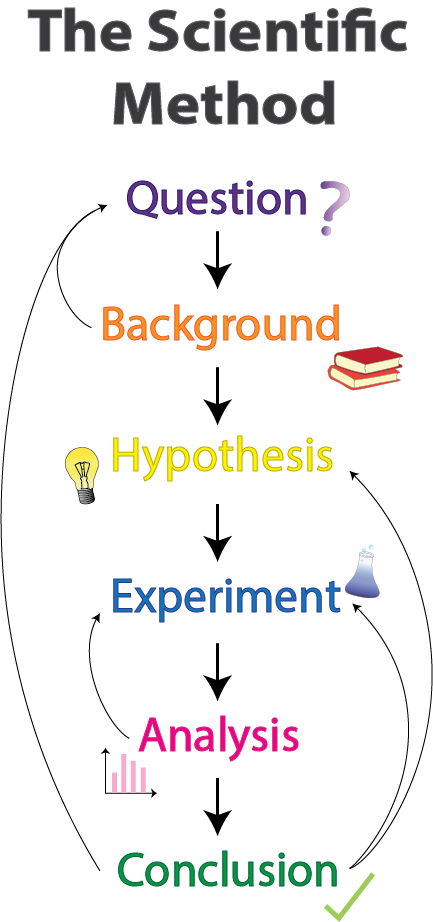 The Scientific
Method
Question
Background
Hypothesis
Experiment
Analysis
Conclusion